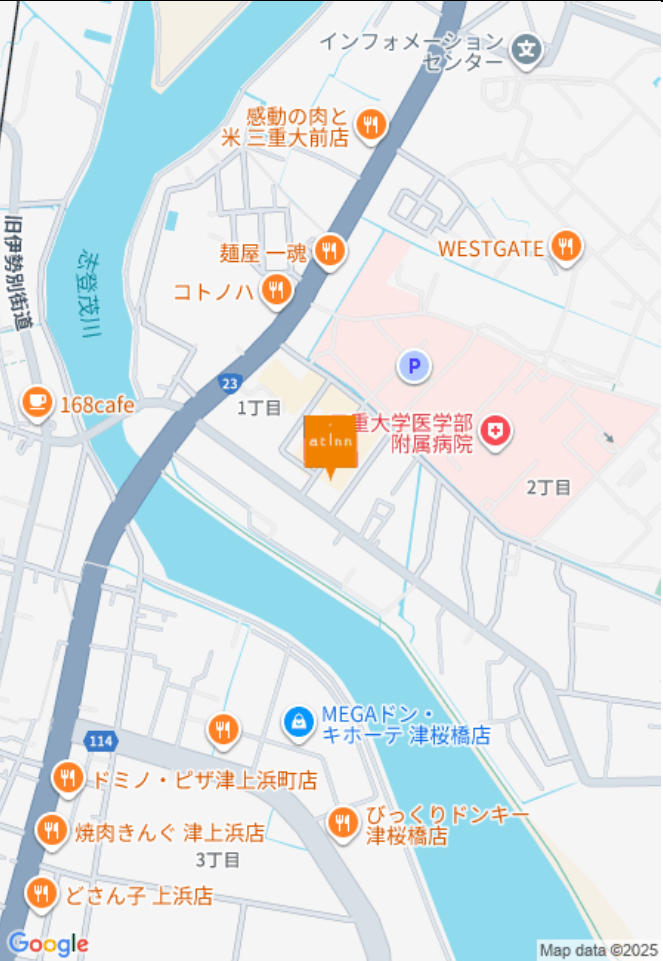 インフォメーション
センター
感動の肉と
米 三重大前店
旧伊勢別街道
志登茂川
麺屋 一魂
WESTGATE
コトノハ
P
23
168cafe
1丁目
atinn
重大学医学部
附属病院
2丁目
MEGAドン・
キホーテ 津桜橋店
114
ドミノ・ピザ津上浜町店
びっくりドンキー
津桜橋店
焼肉きんぐ 津上浜店
3丁目
どさん子 上浜店
Google
Map data ©2025